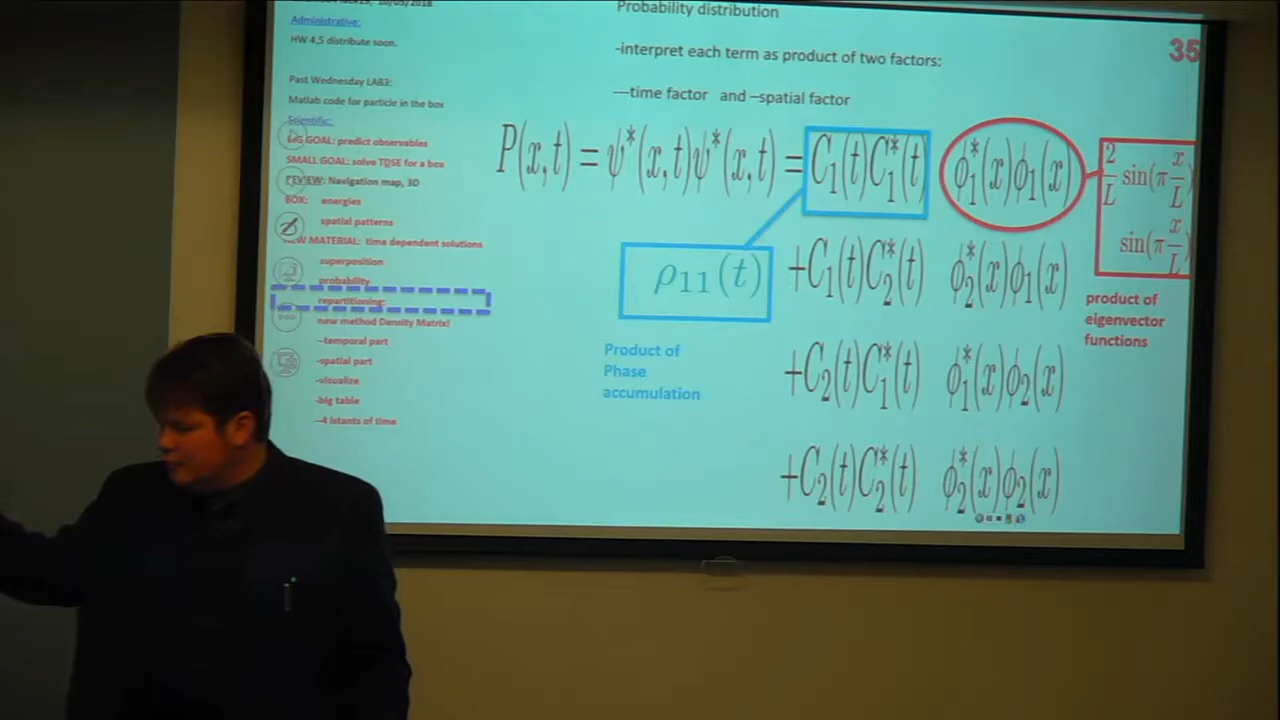 Administrative:
HW 4,5 distribute soon.
Past Wednesday LAB3:
Matlab code for particle in the box
Scientific:
BIG GOAL: predict observables
SMALL GOAL: solve TDSE for a box
REVIEW: Navigation map, 3D
BOX: energies
spatial patterns
NEW MATERIAL: time dependent solutions
superposition
probability
repartitioning:
new method Density Matrix!
--temporal part
-spatial part
-visualize
-big table
--4 istants of time
Probability distribution
35
-interpret each term as product of two factors:
---time factor and –spatial factor
P(x,t) = ψ*(x,t)ψ*(x,t) = C₁(t)C₁*(t) ϕ₁*(x)ϕ₁(x)
+C₁(t)C₂*(t) ϕ₂*(x)ϕ₁(x)
+C₂(t)C₁*(t) ϕ₁*(x)ϕ₂(x)
+C₂(t)C₂*(t) ϕ₂*(x)ϕ₂(x)
2/L sin(π x/L)
sin(π x/L)
ρ₁₁(t)
Product of
Phase
accumulation
product of
eigenvector
functions